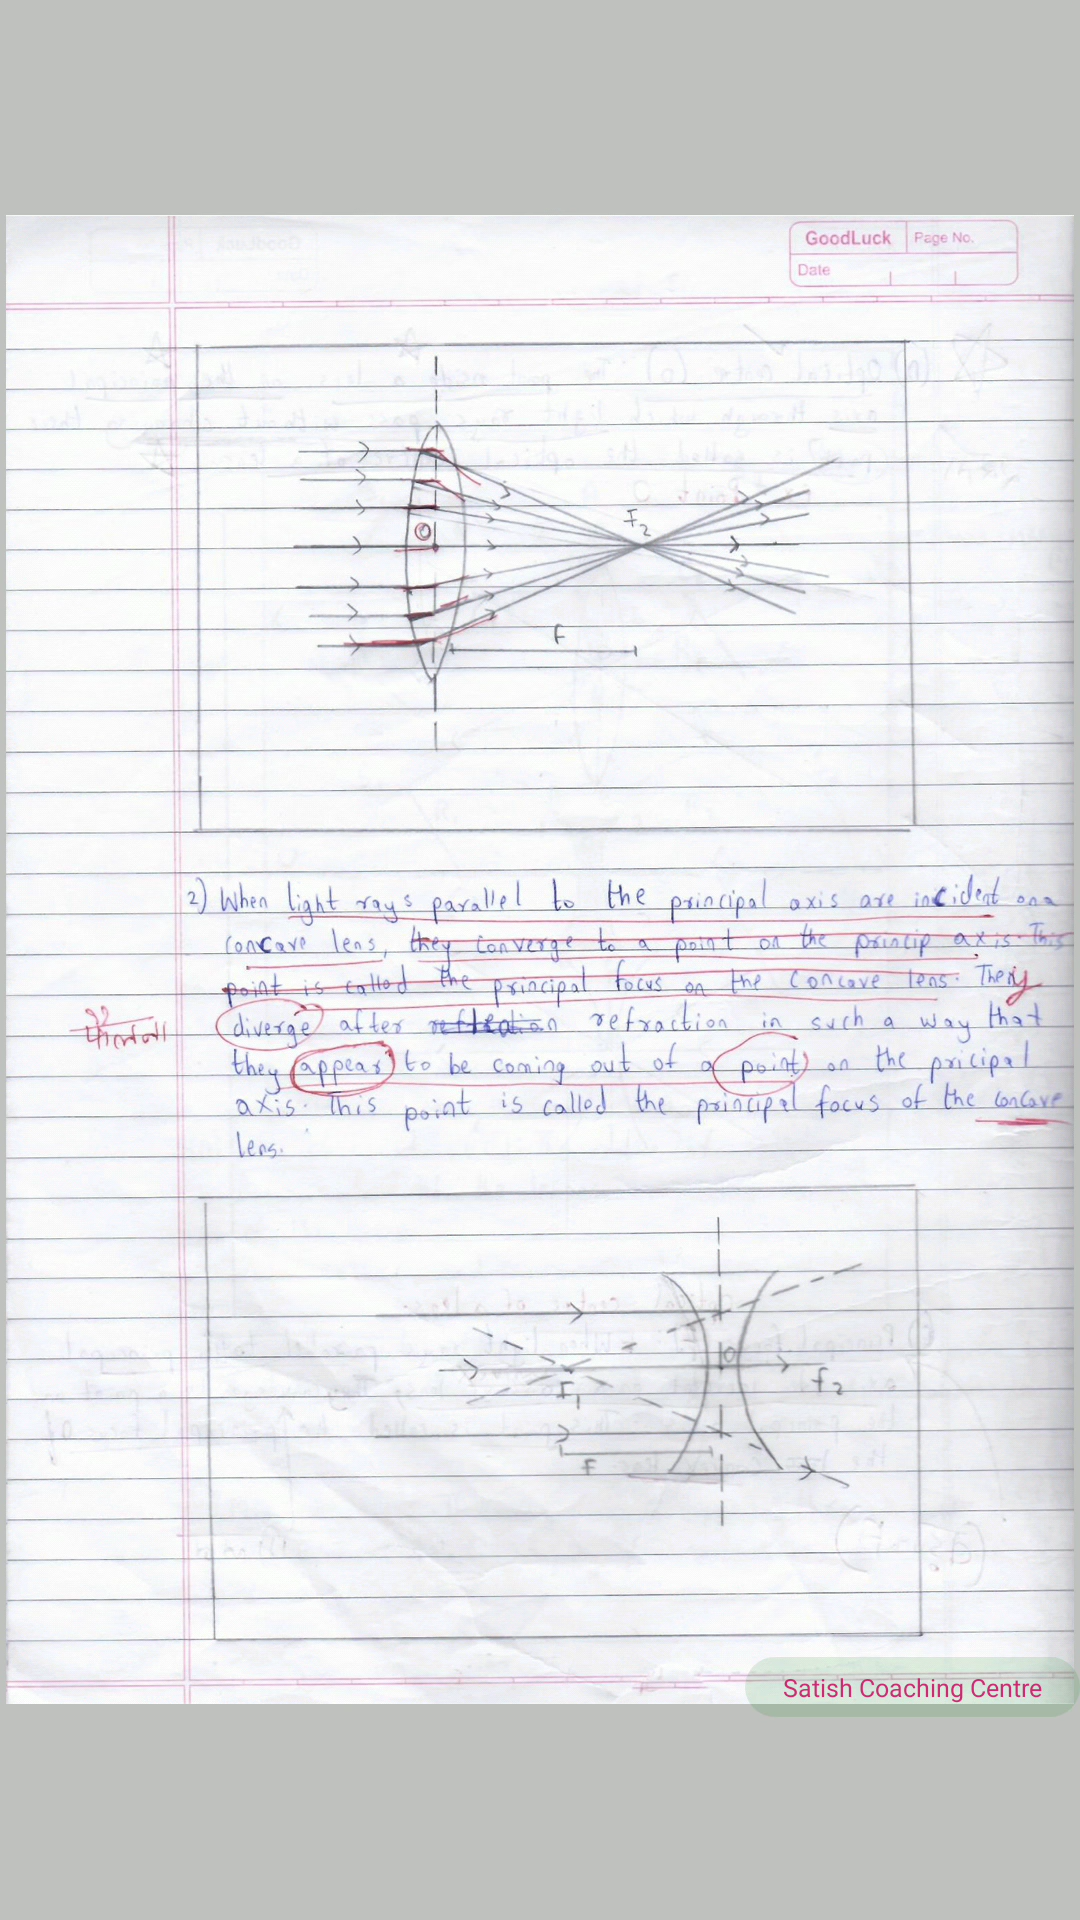 GoodLuck
Page No.
Date
O
F2
f
2) When light rays parallel to the principal axis are incident on a
concave lens, they converge to a point on the princip axis. This
point is called the principal focus on the concave lens. They
diverge after refraction in such a way that
they appear to be coming out of a point on the pricipal
axis. This point is called the principal focus of the concave
lens.
O
F1
F2
F
Satish Coaching Centre